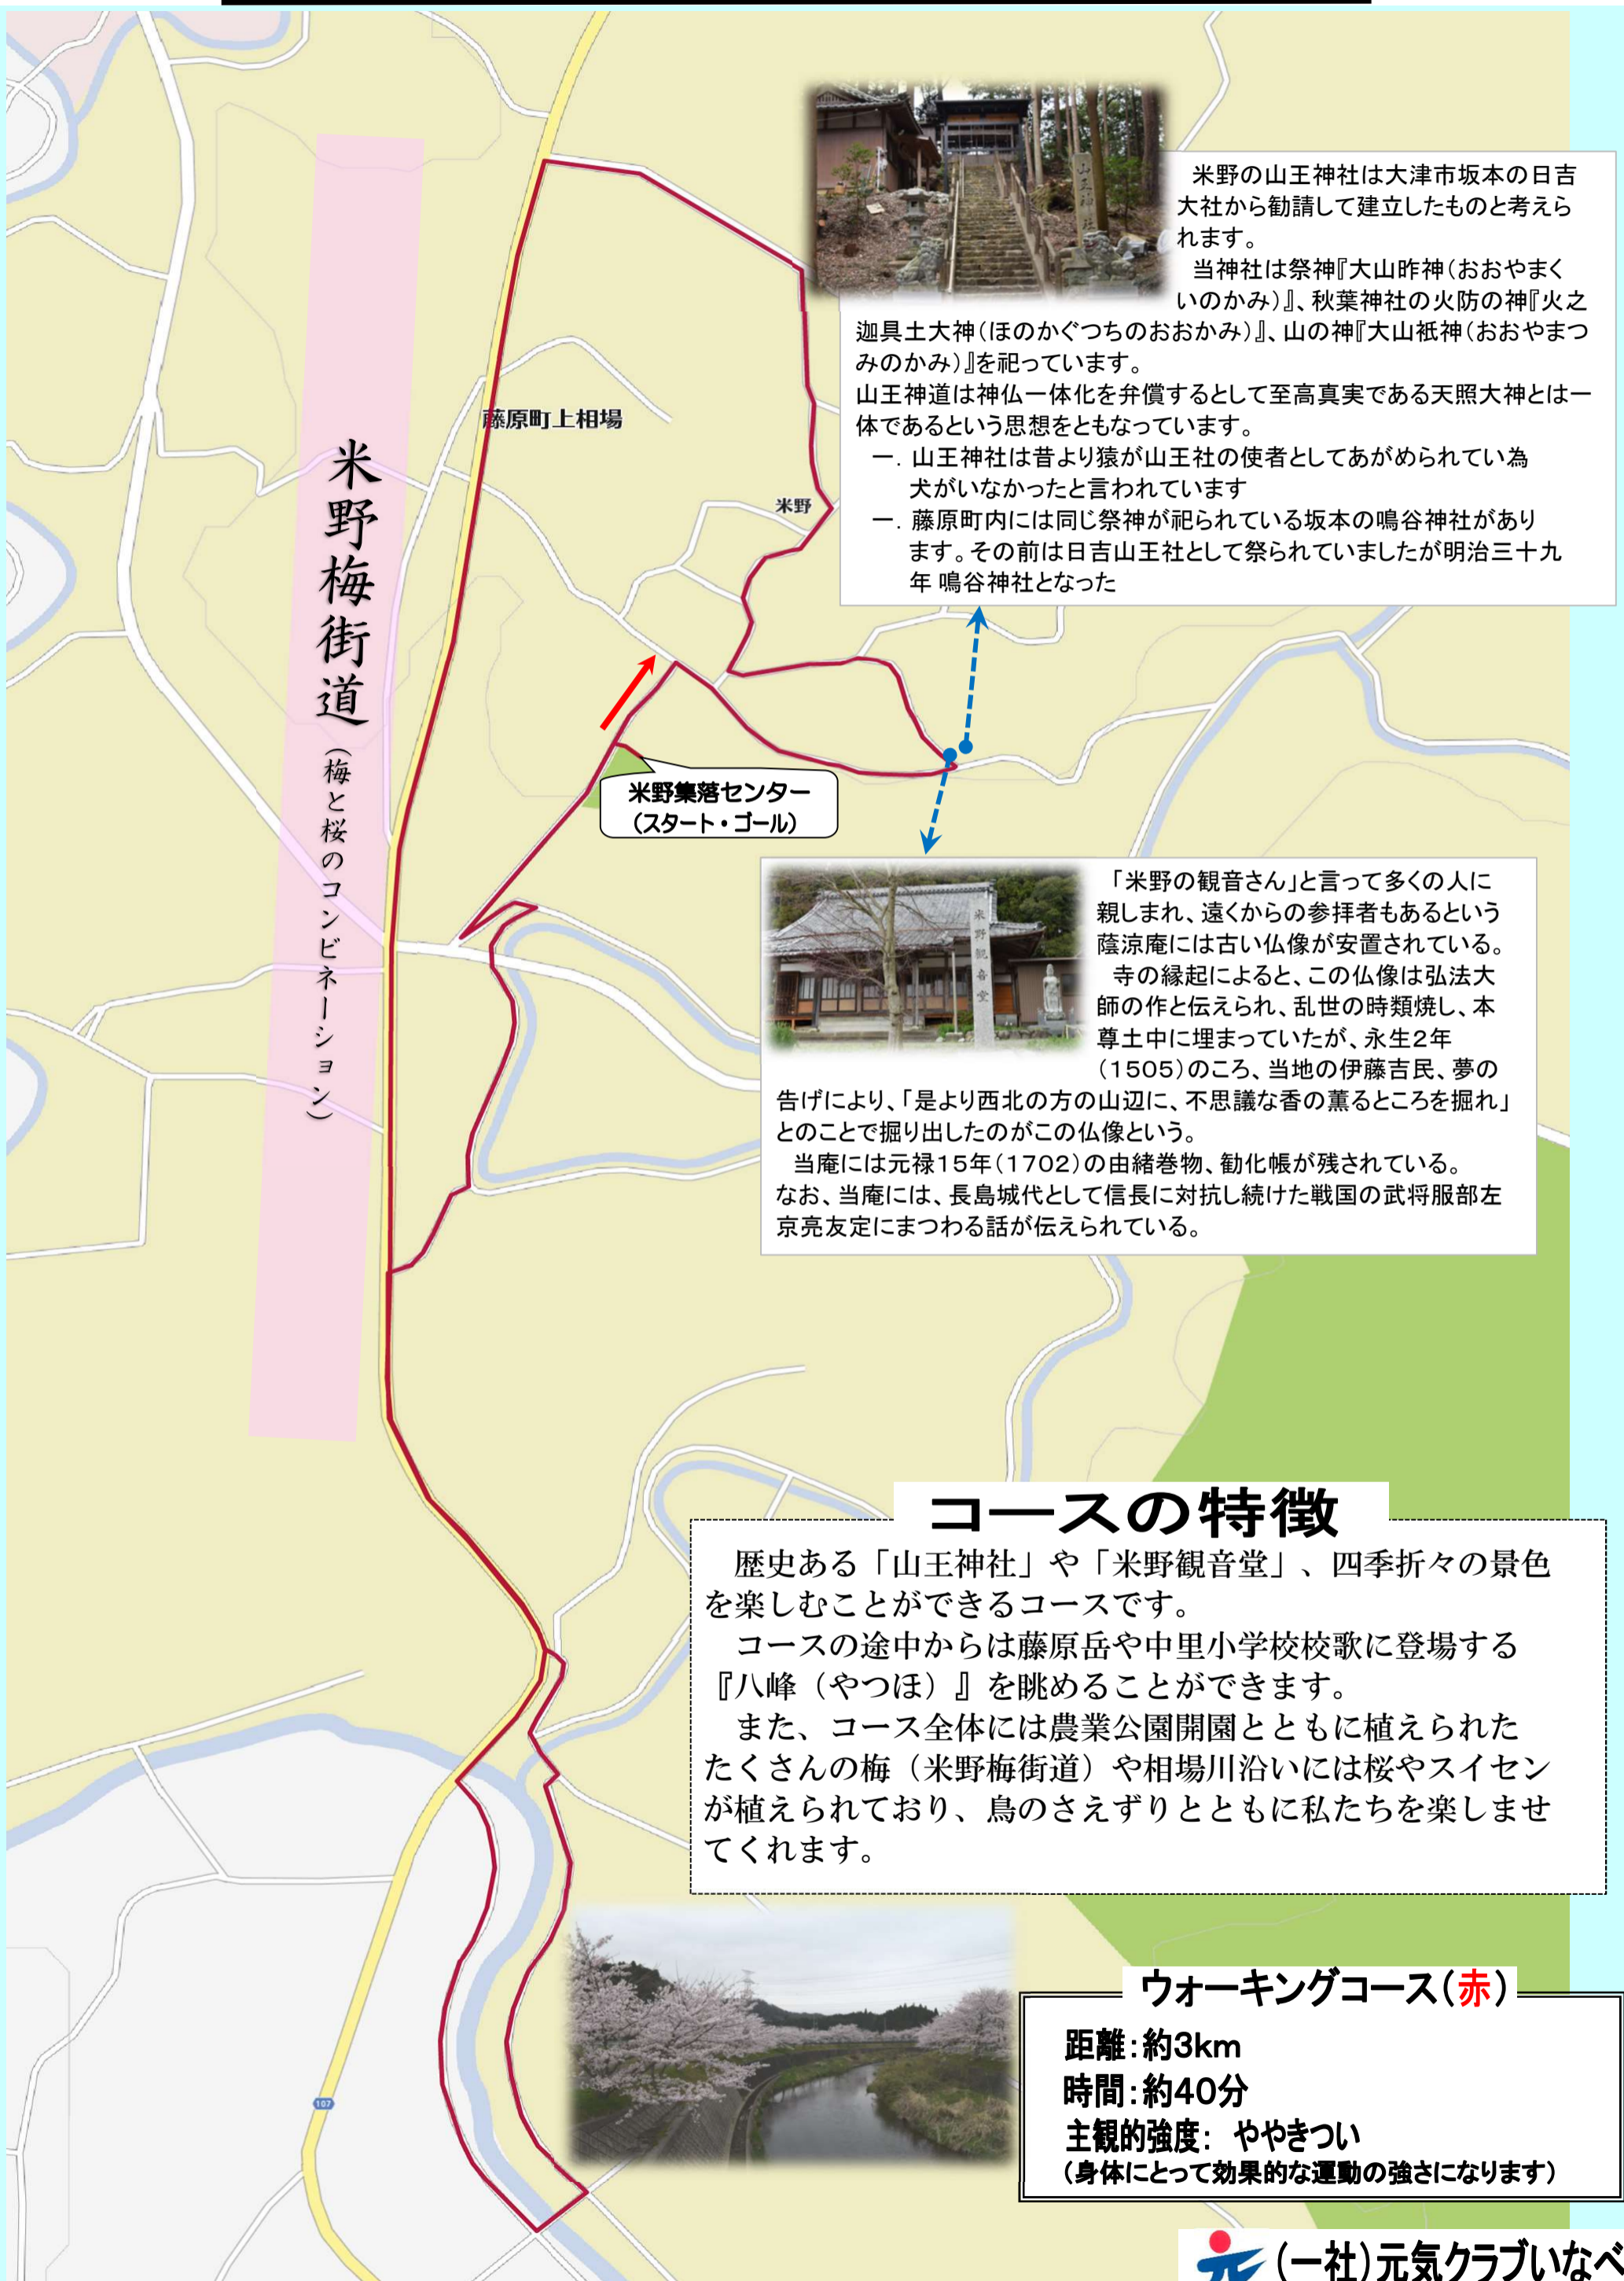 米野の山王神社は大津市坂本の日吉
大社から勧請して建立したものと考えら
れます。
当神社は祭神『大山昨神(おおやまく
いのかみ)』、秋葉神社の火防の神『火之
迦具土大神(ほのかぐつちのおおかみ)』、山の神『大山祇神(おおやまつ
みのかみ)』を祀っています。
山王神道は神仏一体化を弁償するとして至高真実である天照大神とは一
体であるという思想をともなっています。
一. 山王神社は昔より猿が山王社の使者としてあがめられてい為
犬がいなかったと言われています
一. 藤原町内には同じ祭神が祀られている坂本の鳴谷神社があり
ます。その前は日吉山王社として祭られていましたが明治三十九
年 鳴谷神社となった
山王神社
藤原町上相場
米野
米野梅街道(梅と桜のコンビネーション)
米野集落センター
(スタート・ゴール)
米野観音堂
「米野の観音さん」と言って多くの人に
親しまれ、遠くからの参拝者もあるという
蔭涼庵には古い仏像が安置されている。
寺の縁起によると、この仏像は弘法大
師の作と伝えられ、乱世の時類焼し、本
尊土中に埋まっていたが、永生2年
(1505)のころ、当地の伊藤吉民、夢の
告げにより、「是より西北の方の山辺に、不思議な香の薫るところを掘れ」
とのことで掘り出したのがこの仏像という。
当庵には元禄15年(1702)の由緒巻物、勧化帳が残されている。
なお、当庵には、長島城代として信長に対抗し続けた戦国の武将服部左
京亮友定にまつわる話が伝えられている。
コースの特徴
歴史ある「山王神社」や「米野観音堂」、四季折々の景色
を楽しむことができるコースです。
コースの途中からは藤原岳や中里小学校校歌に登場する
『八峰(やつほ)』を眺めることができます。
また、コース全体には農業公園開園とともに植えられた
たくさんの梅(米野梅街道)や相場川沿いには桜やスイセン
が植えられており、鳥のさえずりとともに私たちを楽しませ
てくれます。
ウォーキングコース(赤)
距離:約3km
時間:約40分
主観的強度: ややきつい
(身体にとって効果的な運動の強さになります)
107
(一社)元気クラブいなべ